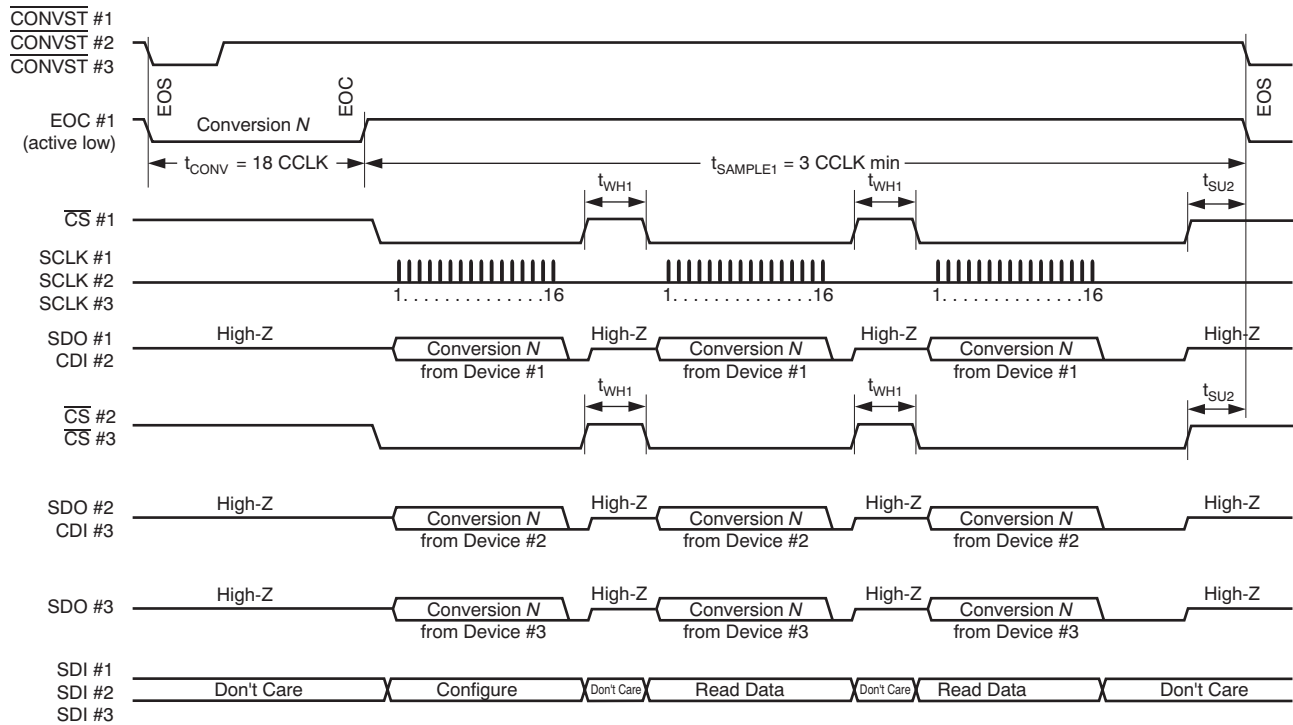 CONVST #1
CONVST #2
CONVST #3
EOS
EOC
EOS
EOC #1
(active low)
Conversion N
tCONV = 18 CCLK
tSAMPLE1 = 3 CCLK min
tWH1
tWH1
tSU2
CS #1
SCLK #1
SCLK #2
SCLK #3
1. . . . . . . . . . . . . .16
1. . . . . . . . . . . . . .16
1. . . . . . . . . . . . . .16
SDO #1
CDI #2
High-Z
Conversion N
from Device #1
High-Z
Conversion N
from Device #1
High-Z
Conversion N
from Device #1
High-Z
tWH1
tWH1
tSU2
CS #2
CS #3
SDO #2
CDI #3
High-Z
Conversion N
from Device #2
High-Z
Conversion N
from Device #2
High-Z
Conversion N
from Device #2
High-Z
SDO #3
High-Z
Conversion N
from Device #3
High-Z
Conversion N
from Device #3
High-Z
Conversion N
from Device #3
High-Z
SDI #1
SDI #2
SDI #3
Don't Care
Configure
Don't Care
Read Data
Don't Care
Read Data
Don't Care